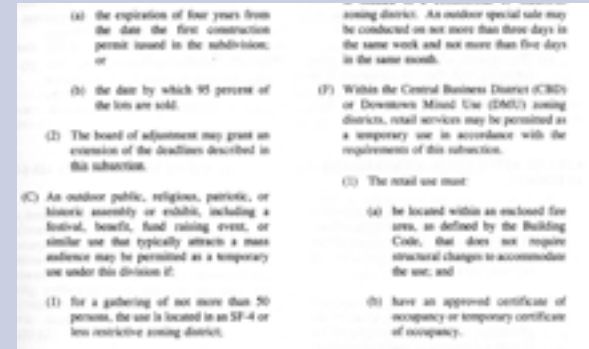 (a) the expiration of four years from
the date the first construction
permit issued in the subdivision;
or
(b) the date by which 95 percent of
the lots are sold.
(2) The board of adjustment may grant an
extension of the deadlines described in
this subsection.
(C) An outdoor public, religious, patriotic, or
historic assembly or exhibit, including a
festival, benefit, fund raising event, or
similar use that typically attracts a mass
audience may be permitted as a temporary
use under this division if:
(1) for a gathering of not more than 50
persons, the use is located in an SF-4 or
less restrictive zoning district;
zoning district. An outdoor special sale may
be conducted on not more than three days in
the same week and not more than five days
in the same month.
(F) Within the Central Business District (CBD)
or Downtown Mixed Use (DMU) zoning
districts, retail services may be permitted as
a temporary use in accordance with the
requirements of this subsection.
(1) The retail use must:
(a) be located within an enclosed fire
area, as defined by the Building
Code, that does not require
structural changes to accommodate
the use; and
(b) have an approved certificate of
occupancy or temporary certificate
of occupancy.